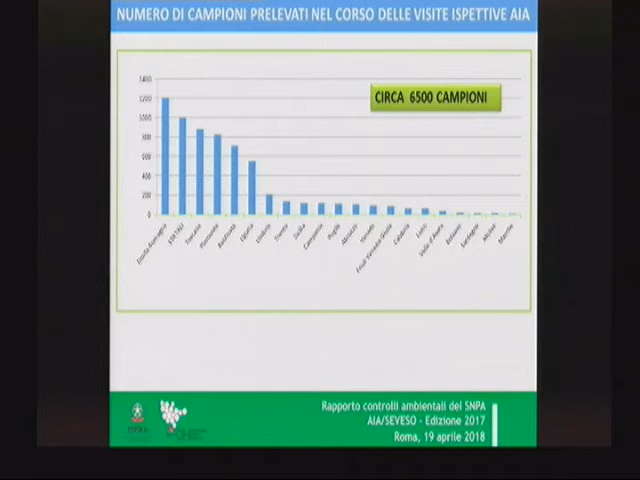 NUMERO DI CAMPIONI PRELEVATI NEL CORSO DELLE VISITE ISPETTIVE AIA
CIRCA 6500 CAMPIONI
1400
1200
1000
800
600
400
200
0
Emilia-Romagna
STATALI
Toscana
Piemonte
Basilicata
Liguria
Umbria
Trento
Sicilia
Campania
Puglia
Abruzzo
Veneto
Friuli Venezia Giulia
Calabria
Lazio
Valle d'Aosta
Bolzano
Sardegna
Molise
Marche
Rapporto controlli ambientali del SNPA
AIA/SEVESO - Edizione 2017
Roma, 19 aprile 2018